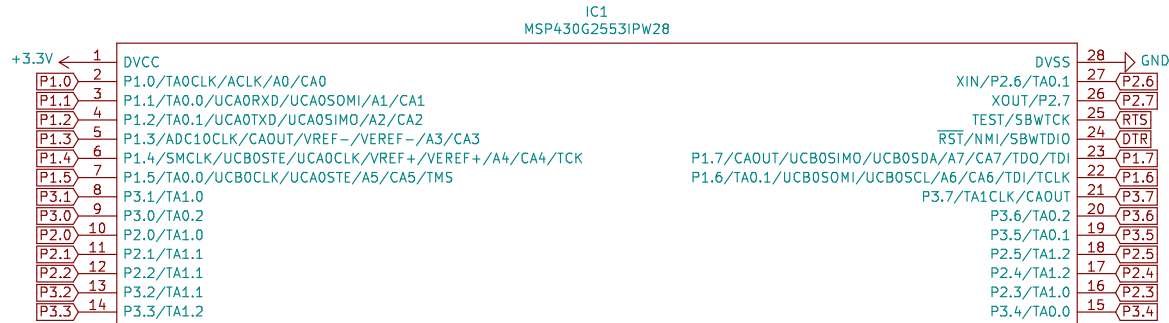 IC1
MSP430G2553IPW28
+3.3V 1 DVCC DVSS 28 GND
P1.0 2 P1.0/TA0CLK/ACLK/A0/CA0 XIN/P2.6/TA0.1 27 P2.6
P1.1 3 P1.1/TA0.0/UCA0RXD/UCA0SOMI/A1/CA1 XOUT/P2.7 26 P2.7
P1.2 4 P1.2/TA0.1/UCA0TXD/UCA0SIMO/A2/CA2 TEST/SBWTCK 25 RTS
P1.3 5 P1.3/ADC10CLK/CAOUT/VREF-/VEREF-/A3/CA3 RST/NMI/SBWTDIO 24 DTR
P1.4 6 P1.4/SMCLK/UCB0STE/UCA0CLK/VREF+/VEREF+/A4/CA4/TCK P1.7/CAOUT/UCB0SIMO/UCB0SDA/A7/CA7/TDO/TDI 23 P1.7
P1.5 7 P1.5/TA0.0/UCB0CLK/UCA0STE/A5/CA5/TMS P1.6/TA0.1/UCB0SOMI/UCB0SCL/A6/CA6/TDI/TCLK 22 P1.6
P3.1 8 P3.1/TA1.0 P3.7/TA1CLK/CAOUT 21 P3.7
P3.0 9 P3.0/TA0.2 P3.6/TA0.2 20 P3.6
P2.0 10 P2.0/TA1.0 P3.5/TA0.1 19 P3.5
P2.1 11 P2.1/TA1.1 P2.5/TA1.2 18 P2.5
P2.2 12 P2.2/TA1.1 P2.4/TA1.2 17 P2.4
P3.2 13 P3.2/TA1.1 P2.3/TA1.0 16 P2.3
P3.3 14 P3.3/TA1.2 P3.4/TA0.0 15 P3.4